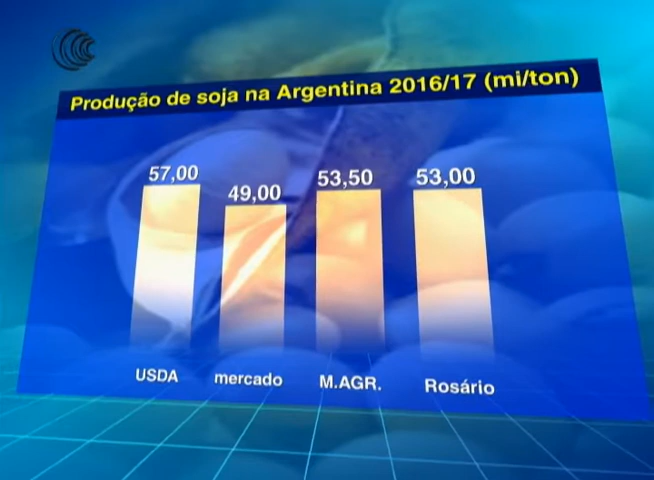 Produção de soja na Argentina 2016/17 (mi/ton)
57,00
49,00
53,50
53,00
USDA
mercado
M.AGR.
Rosário